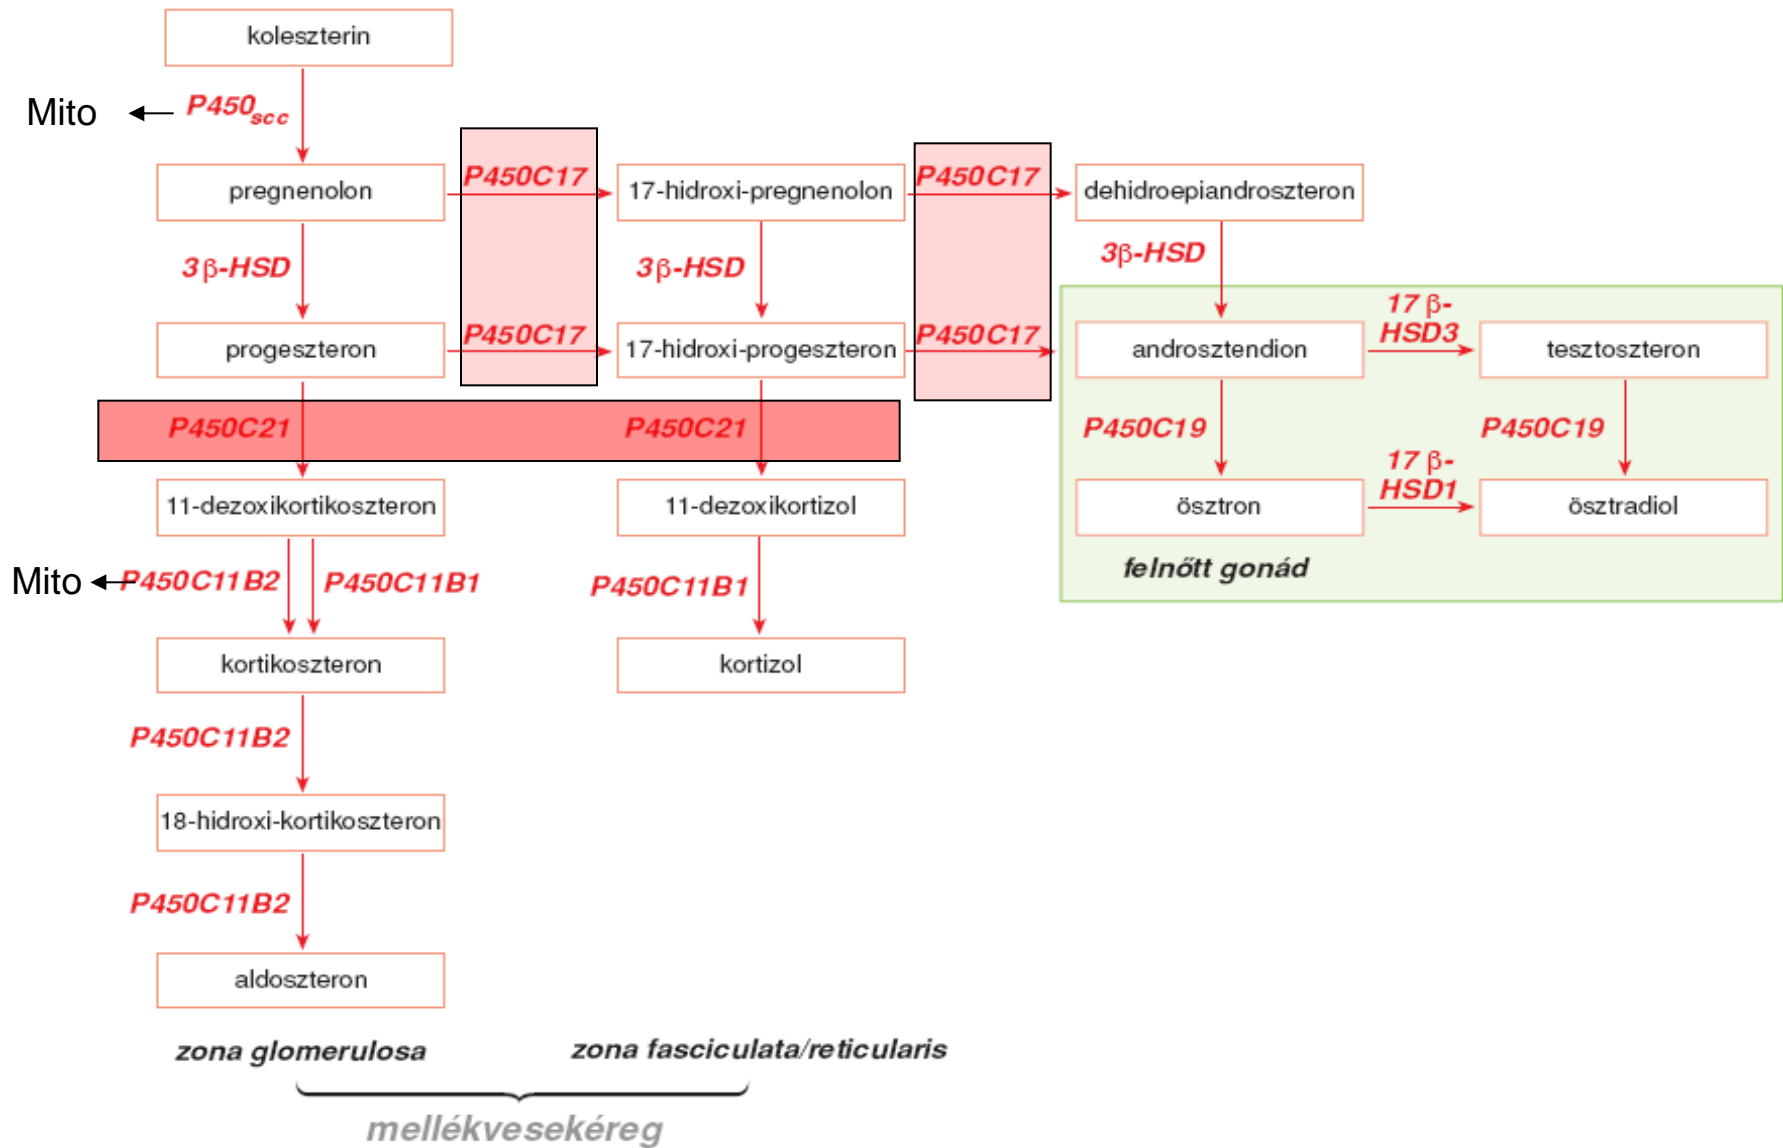 koleszterin
Mito
P450scc
P450C17
P450C17
pregnenolon
17-hidroxi-pregnenolon
dehidroepiandroszteron
3β-HSD
3β-HSD
3β-HSD
17 β-
HSD3
P450C17
P450C17
progeszteron
17-hidroxi-progeszteron
androsztendion
tesztoszteron
P450C21
P450C21
P450C19
P450C19
17 β-
HSD1
11-dezoxikortikoszteron
11-dezoxikortizol
ösztron
ösztradiol
felnőtt gonád
Mito
P450C11B2
P450C11B1
P450C11B1
kortikoszteron
kortizol
P450C11B2
18-hidroxi-kortikoszteron
P450C11B2
aldoszteron
zona glomerulosa
zona fasciculata/reticularis
mellékvesekéreg